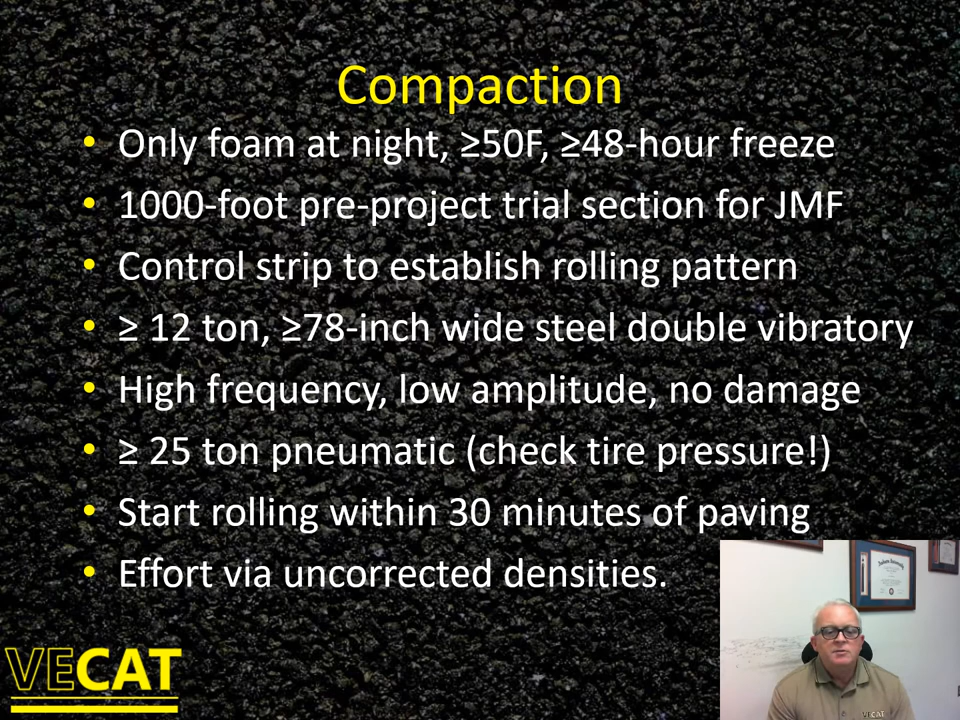 Compaction
• Only foam at night, ≥50F, ≥48-hour freeze
• 1000-foot pre-project trial section for JMF
• Control strip to establish rolling pattern
• ≥ 12 ton, ≥78-inch wide steel double vibratory
• High frequency, low amplitude, no damage
• ≥ 25 ton pneumatic (check tire pressure!)
• Start rolling within 30 minutes of paving
• Effort via uncorrected densities.
VECAT
VECAT